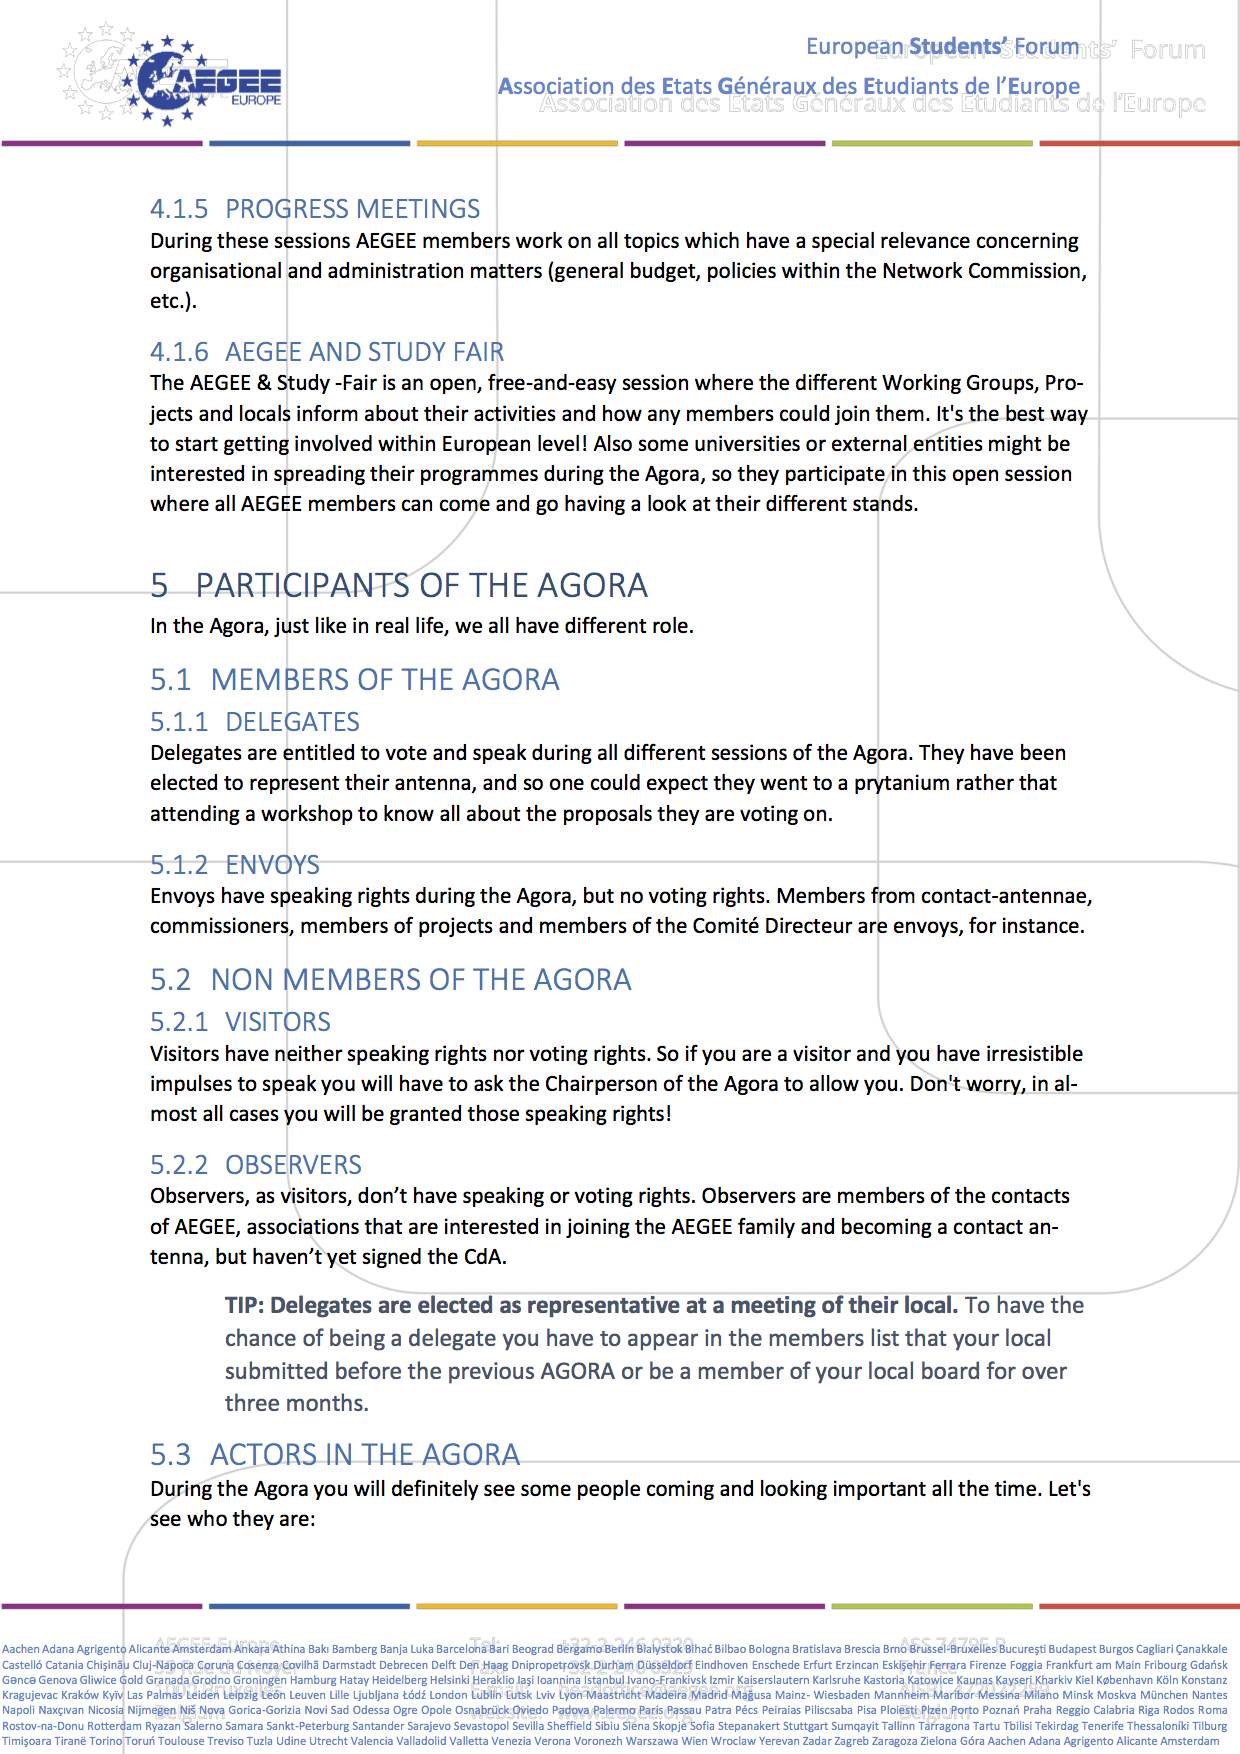 AEGEE
EUROPE
European Students’ Forum
Association des Etats Généraux des Etudiants de l’Europe
4.1.5 PROGRESS MEETINGS
During these sessions AEGEE members work on all topics which have a special relevance concerning
organisational and administration matters (general budget, policies within the Network Commission,
etc.).
4.1.6 AEGEE AND STUDY FAIR
The AEGEE & Study -Fair is an open, free-and-easy session where the different Working Groups, Pro-
jects and locals inform about their activities and how any members could join them. It's the best way
to start getting involved within European level! Also some universities or external entities might be
interested in spreading their programmes during the Agora, so they participate in this open session
where all AEGEE members can come and go having a look at their different stands.
5 PARTICIPANTS OF THE AGORA
In the Agora, just like in real life, we all have different role.
5.1 MEMBERS OF THE AGORA
5.1.1 DELEGATES
Delegates are entitled to vote and speak during all different sessions of the Agora. They have been
elected to represent their antenna, and so one could expect they went to a prytanium rather that
attending a workshop to know all about the proposals they are voting on.
5.1.2 ENVOYS
Envoys have speaking rights during the Agora, but no voting rights. Members from contact-antennae,
commissioners, members of projects and members of the Comité Directeur are envoys, for instance.
5.2 NON MEMBERS OF THE AGORA
5.2.1 VISITORS
Visitors have neither speaking rights nor voting rights. So if you are a visitor and you have irresistible
impulses to speak you will have to ask the Chairperson of the Agora to allow you. Don't worry, in al-
most all cases you will be granted those speaking rights!
5.2.2 OBSERVERS
Observers, as visitors, don’t have speaking or voting rights. Observers are members of the contacts
of AEGEE, associations that are interested in joining the AEGEE family and becoming a contact an-
tenna, but haven’t yet signed the CdA.
TIP: Delegates are elected as representative at a meeting of their local. To have the
chance of being a delegate you have to appear in the members list that your local
submitted before the previous AGORA or be a member of your local board for over
three months.
5.3 ACTORS IN THE AGORA
During the Agora you will definitely see some people coming and looking important all the time. Let's
see who they are:
Aachen Adana Agrigento Alicante Amsterdam Ankara Athina Bakı Bamberg Banja Luka Barcelona Bari Beograd Bergamo Berlin Białystok Bihać Bilbao Bologna Bratislava Brescia Brno Brussel-Bruxelles Bucureşti Budapest Burgos Cagliari Çanakkale
Castelló Catania Chişinău Cluj-Napoca Coruña Cosenza Covilhã Darmstadt Debrecen Delft Den Haag Dnipropetrovsk Durham Düsseldorf Eindhoven Enschede Erfurt Erzincan Eskişehir Ferrara Firenze Foggia Frankfurt am Main Fribourg Gdańsk
Gəncə Genova Gliwice Gold Granada Grodno Groningen Hamburg Hatay Heidelberg Helsinki Heraklio Iaşi Ioannina Istanbul Ivano-Frankivsk Izmir Kaiserslautern Karlsruhe Kastoria Katowice Kaunas Kayseri Kharkiv Kiel København Köln Konstanz
Kragujevac Kraków Kyïv Las Palmas Leiden Leipzig León Leuven Lille Ljubljana Łódź London Lublin Lutsk Lviv Lyon Maastricht Madeira Madrid Mağusa Mainz- Wiesbaden Mannheim Maribor Messina Milano Minsk Moskva München Nantes
Napoli Naxçıvan Nicosia Nijmegen Niš Nova Gorica-Gorizia Novi Sad Odessa Ogre Opole Osnabrück Oviedo Padova Palermo Paris Passau Patra Pécs Peiraias Piliscsaba Pisa Ploieşti Plzeň Porto Poznań Praha Reggio Calabria Riga Rodos Roma
Rostov-na-Donu Rotterdam Ryazan Salerno Samara Sankt-Peterburg Santander Sarajevo Sevastopol Sevilla Sheffield Sibiu Siena Skopje Sofia Stepanakert Stuttgart Sumqayit Tallinn Tarragona Tartu Tbilisi Tekirdag Tenerife Thessaloníki Tilburg
Timişoara Tiranë Torino Toruń Toulouse Treviso Tuzla Udine Utrecht Valencia Valladolid Valletta Venezia Verona Voronezh Warszawa Wien Wroclaw Yerevan Zadar Zagreb Zaragoza Zielona Góra Aachen Adana Agrigento Alicante Amsterdam